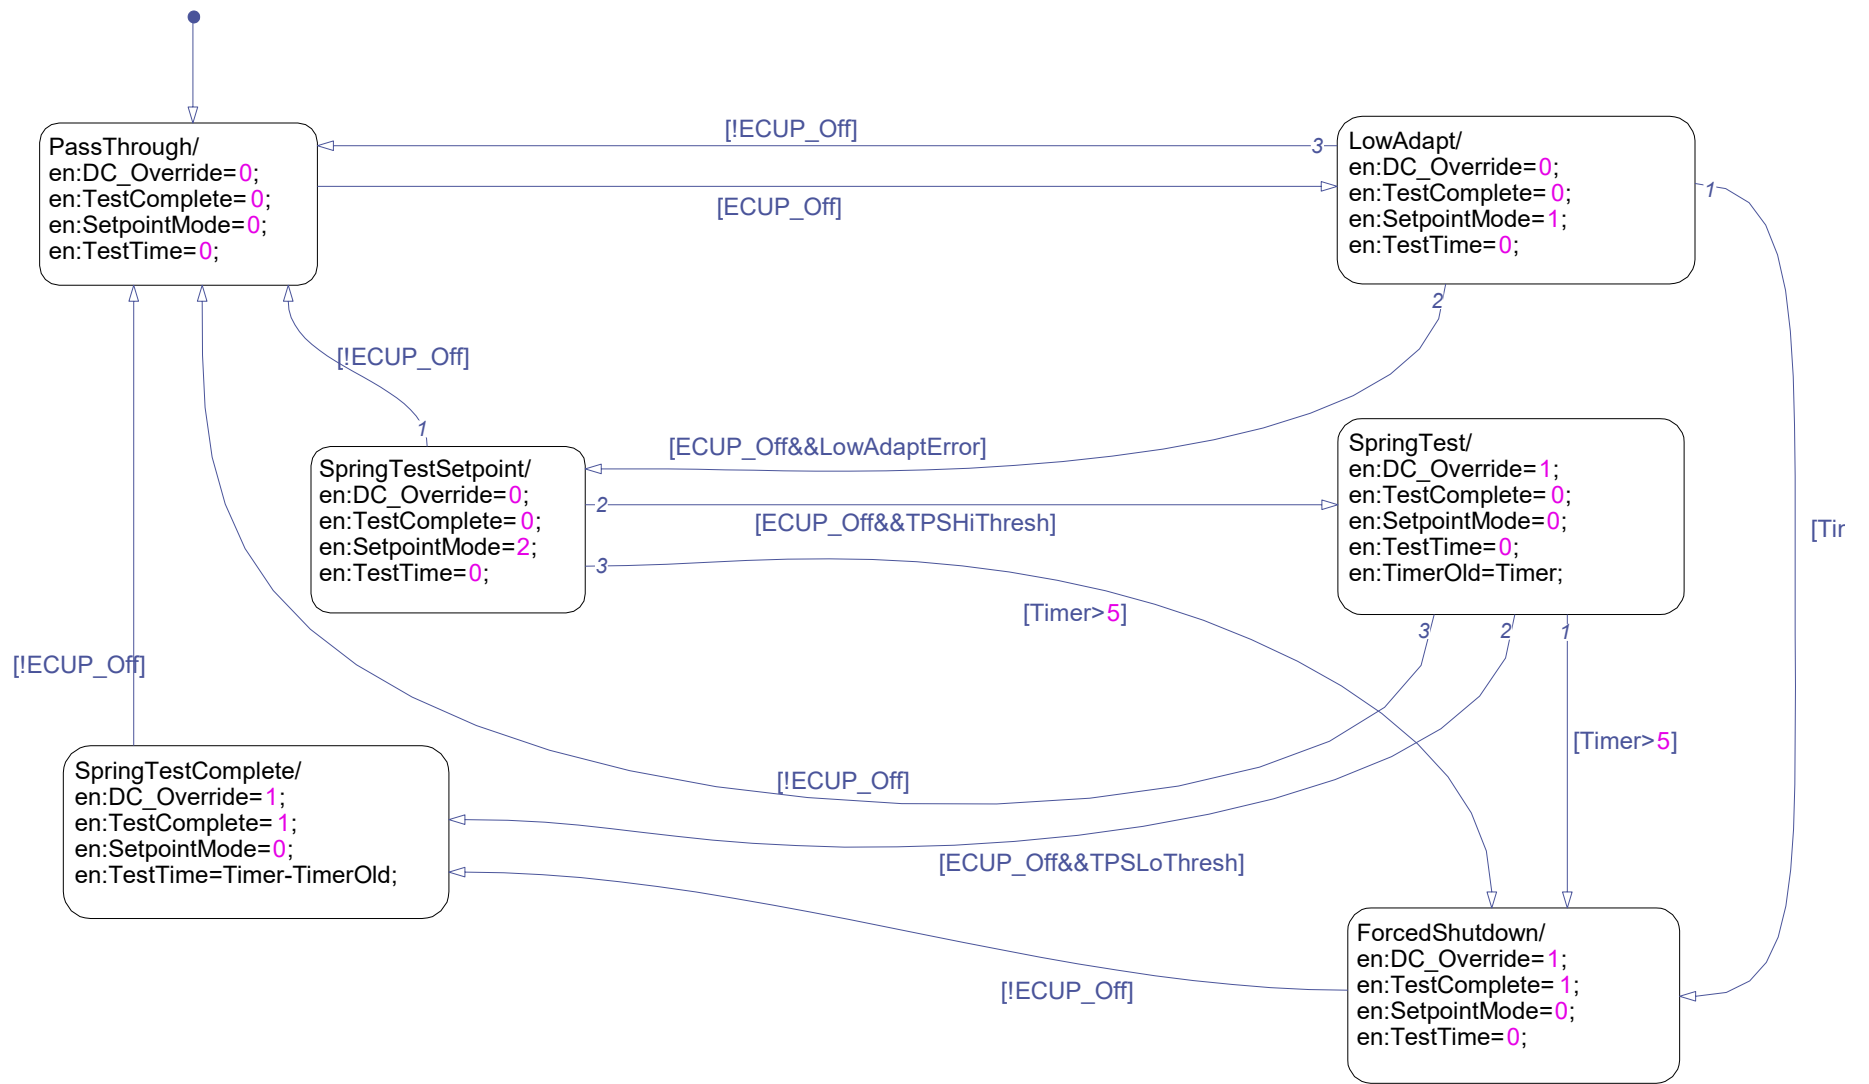 PassThrough/
en:DC_Override=0;
en:TestComplete=0;
en:SetpointMode=0;
en:TestTime=0;
[!ECUP_Off]
3
[ECUP_Off]
LowAdapt/
en:DC_Override=0;
en:TestComplete=0;
en:SetpointMode=1;
en:TestTime=0;
1
2
[!ECUP_Off]
1
[ECUP_Off&&LowAdaptError]
SpringTestSetpoint/
en:DC_Override=0;
en:TestComplete=0;
en:SetpointMode=2;
en:TestTime=0;
2
[ECUP_Off&&TPSHiThresh]
3
[Timer>5]
SpringTest/
en:DC_Override=1;
en:TestComplete=0;
en:SetpointMode=0;
en:TestTime=0;
en:TimerOld=Timer;
[Tir
3
2
1
[!ECUP_Off]
[Timer>5]
SpringTestComplete/
en:DC_Override=1;
en:TestComplete=1;
en:SetpointMode=0;
en:TestTime=Timer-TimerOld;
[!ECUP_Off]
[ECUP_Off&&TPSLoThresh]
[!ECUP_Off]
ForcedShutdown/
en:DC_Override=1;
en:TestComplete=1;
en:SetpointMode=0;
en:TestTime=0;